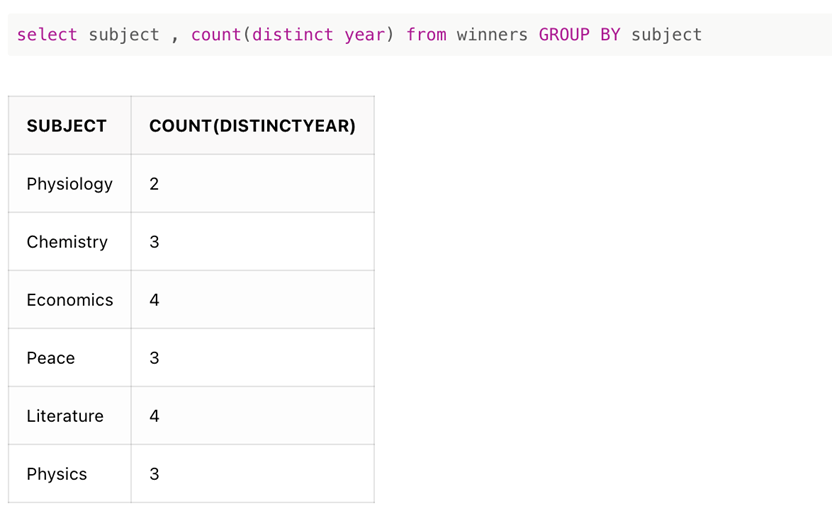 select subject , count(distinct year) from winners GROUP BY subject
SUBJECT COUNT(DISTINCTYEAR)
Physiology 2
Chemistry 3
Economics 4
Peace 3
Literature 4
Physics 3